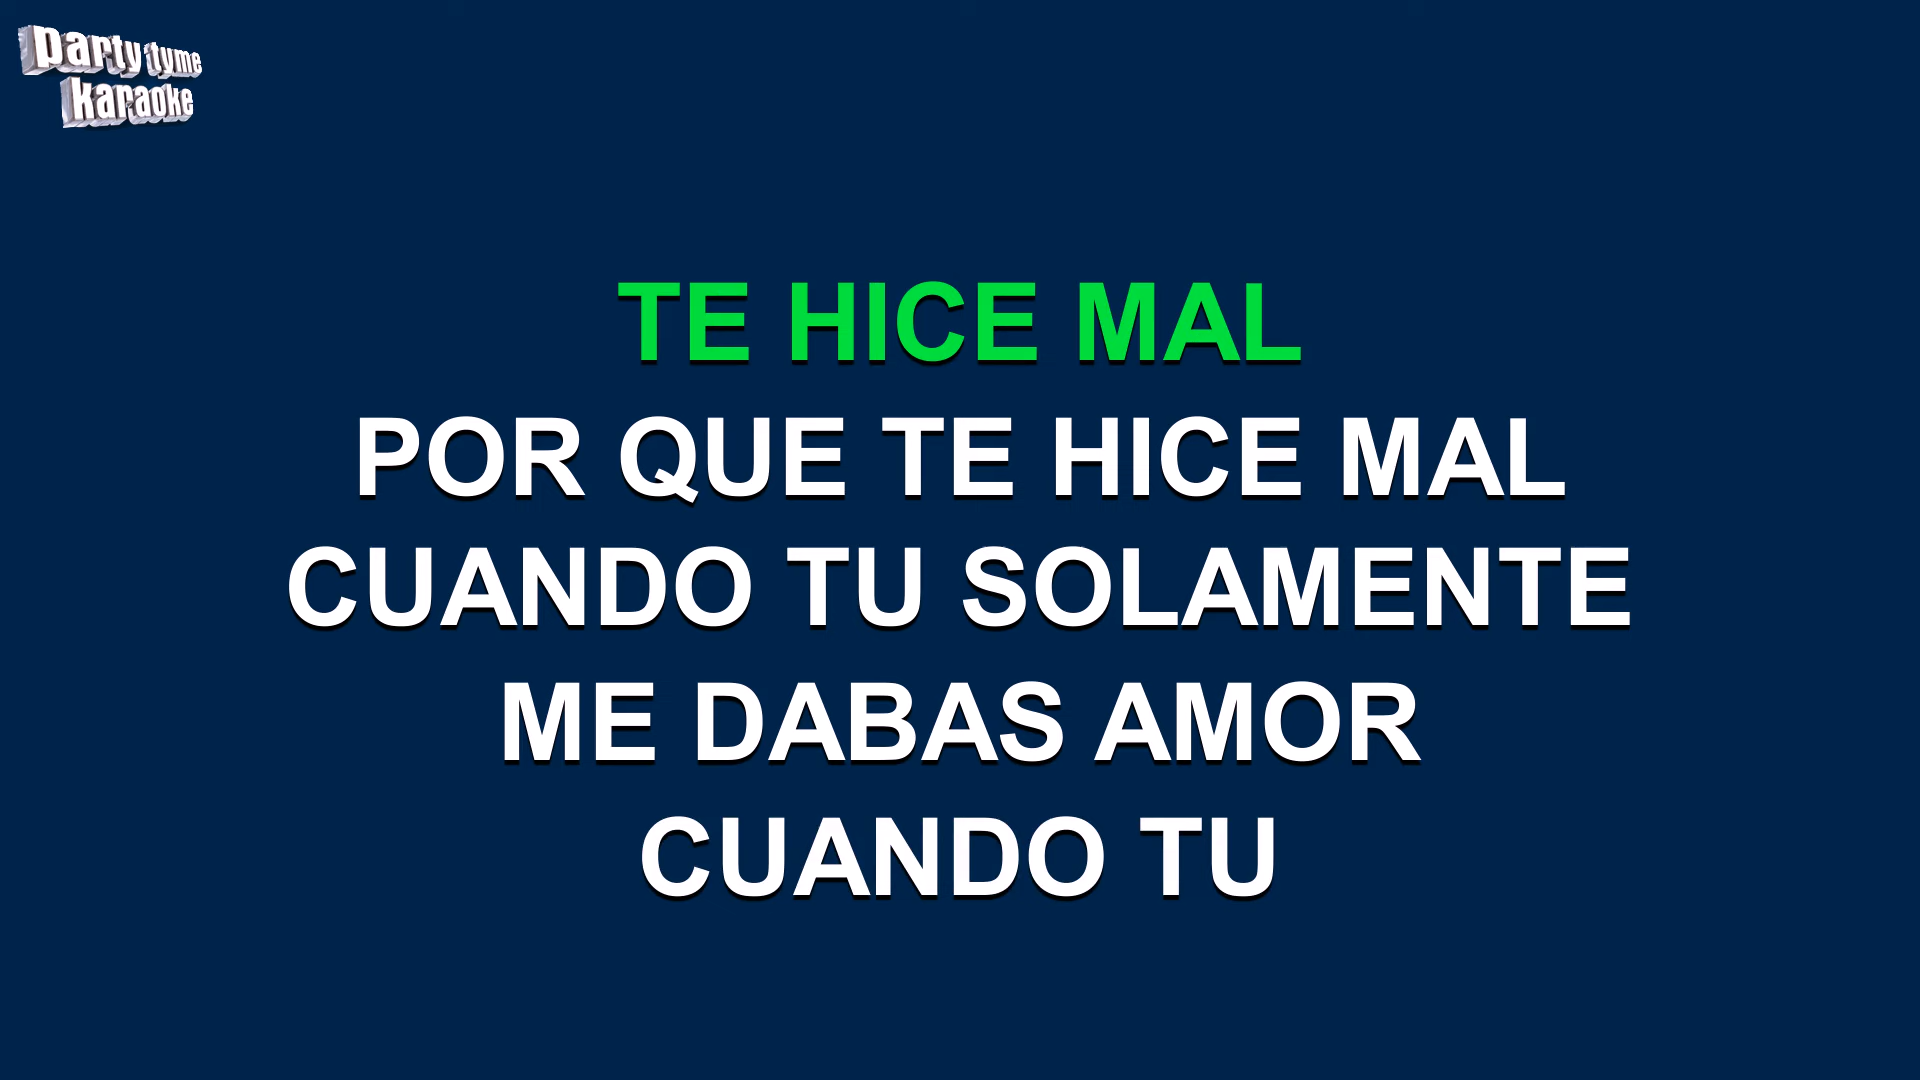 party tyme
karaoke
TE HICE MAL
POR QUE TE HICE MAL
CUANDO TU SOLAMENTE
ME DABAS AMOR
CUANDO TU